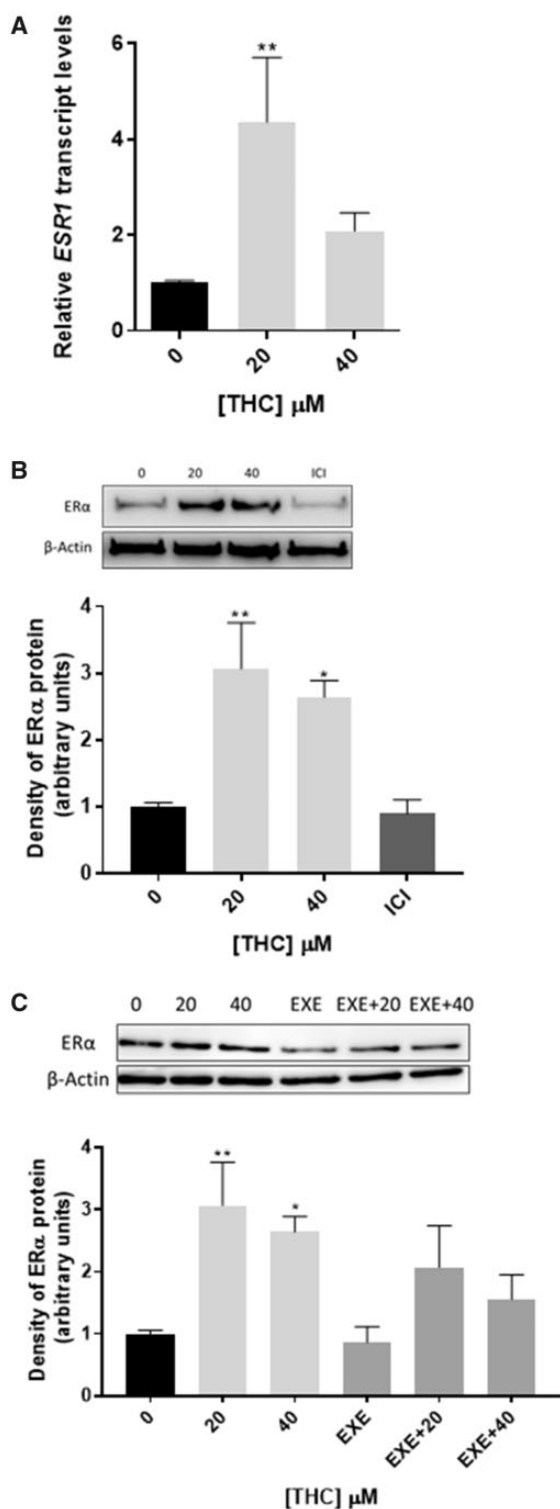 A
Relative ESR1 transcript levels
6
4
2
0
**
0
20
40
[THC] μM
B
0 20 40 ICI
ERα
β-Actin
Density of ERα protein
(arbitrary units)
4
3
2
1
0
**
*
0
20
40
ICI
[THC] μM
C
0 20 40 EXE EXE+20 EXE+40
ERα
β-Actin
Density of ERα protein
(arbitrary units)
4
3
2
1
0
**
*
0
20
40
EXE
EXE+20
EXE+40
[THC] μM